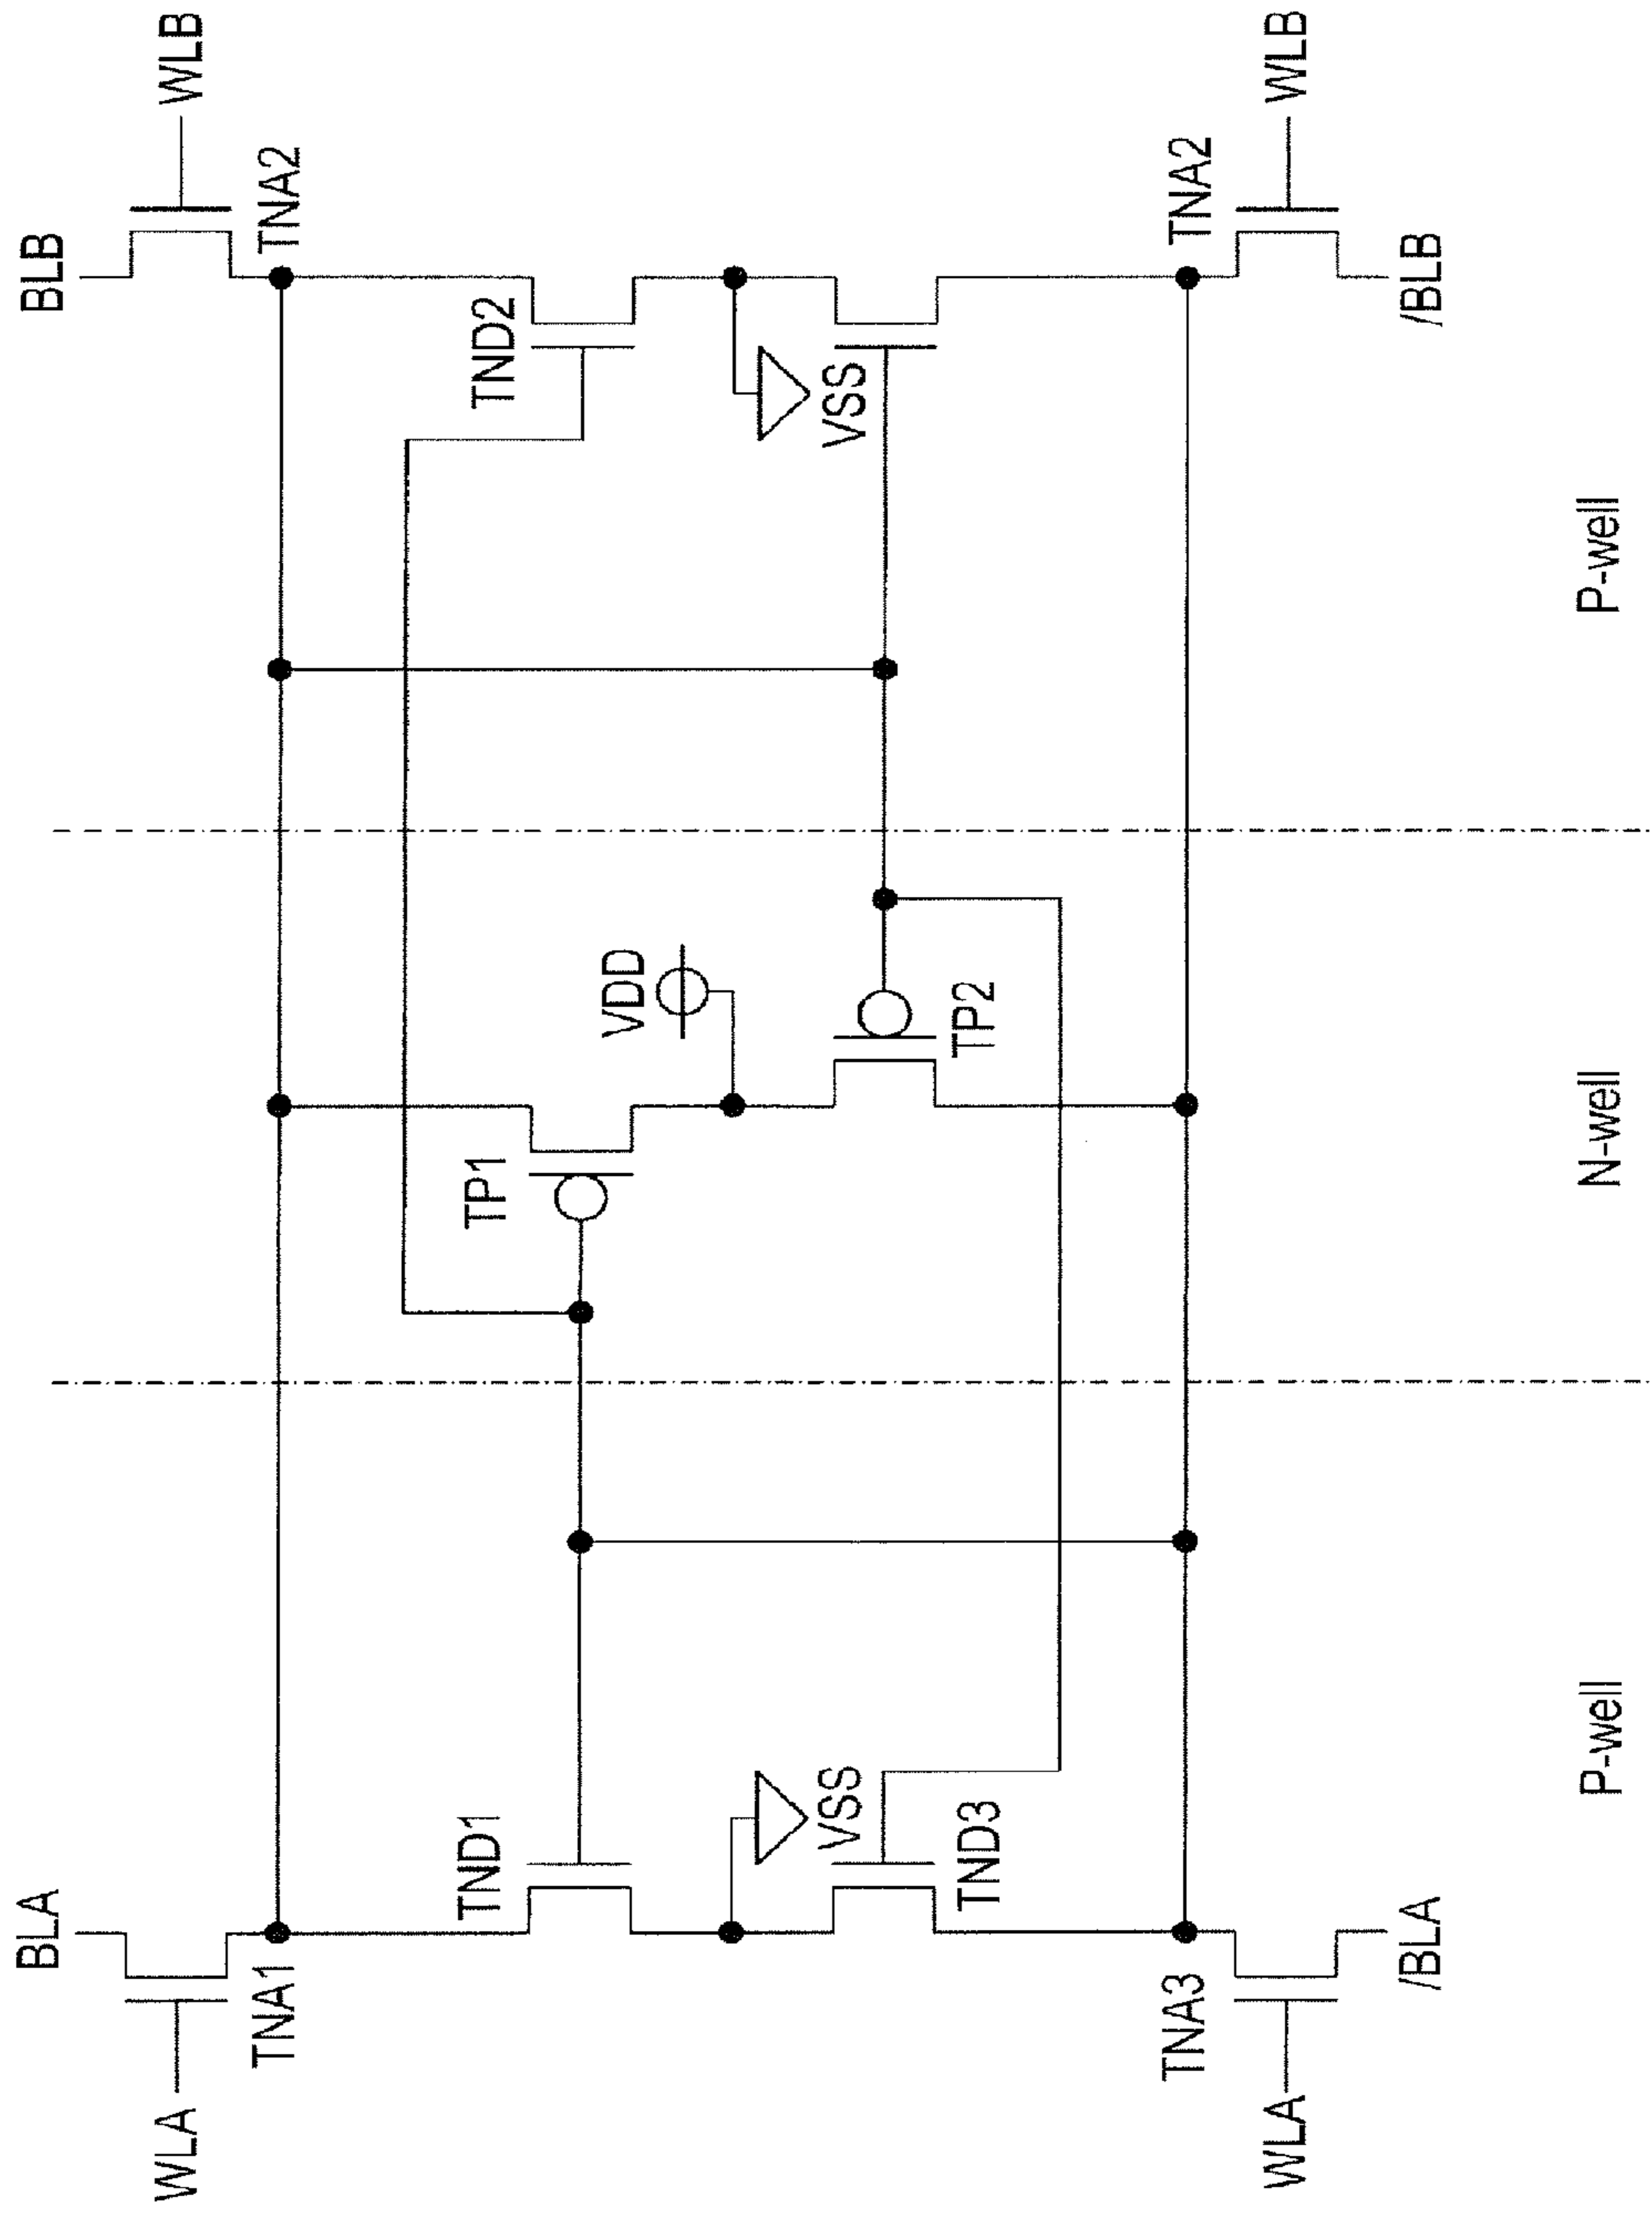 WLA
BLA
TNA1
TND1
VSS
TND3
TNA3
/BLA
WLA
P-well
TP1
VDD
TP2
N-well
BLB
WLB
TNA2
TND2
VSS
TNA2
WLB
/BLB
P-well